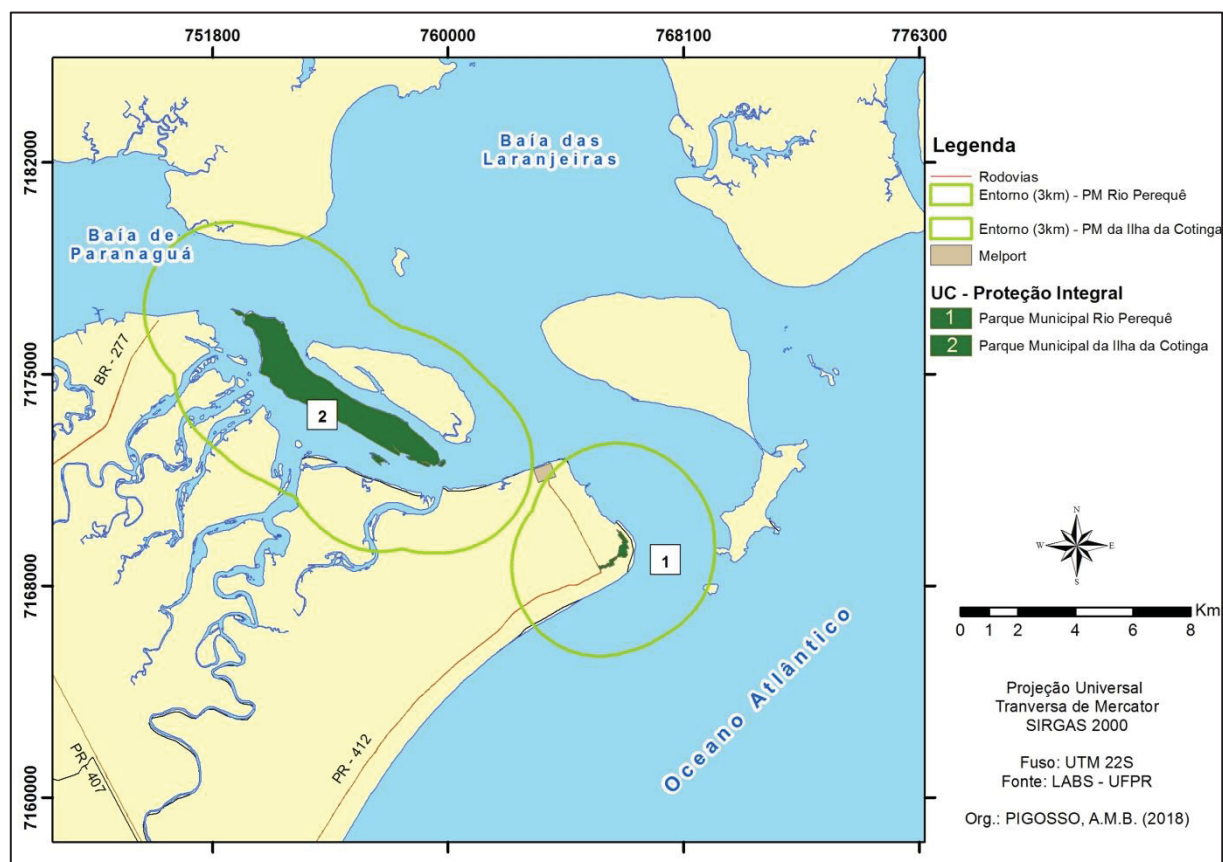 751800 760000 768100 776300
7182000
7175000
7168000
7160000
Baía das
Laranjeiras
Baía de
Paranaguá
BR - 277
2
1
PR - 412
PR - 407
Oceano Atlântico
Legenda
Rodovias
Entorno (3km) - PM Rio Perequê
Entorno (3km) - PM da Ilha da Cotinga
Melport
UC - Proteção Integral
1 Parque Municipal Rio Perequê
2 Parque Municipal da Ilha da Cotinga
N
W E
S
Km
0 1 2 4 6 8
Projeção Universal
Tranversa de Mercator
SIRGAS 2000
Fuso: UTM 22S
Fonte: LABS - UFPR
Org.: PIGOSSO, A.M.B. (2018)